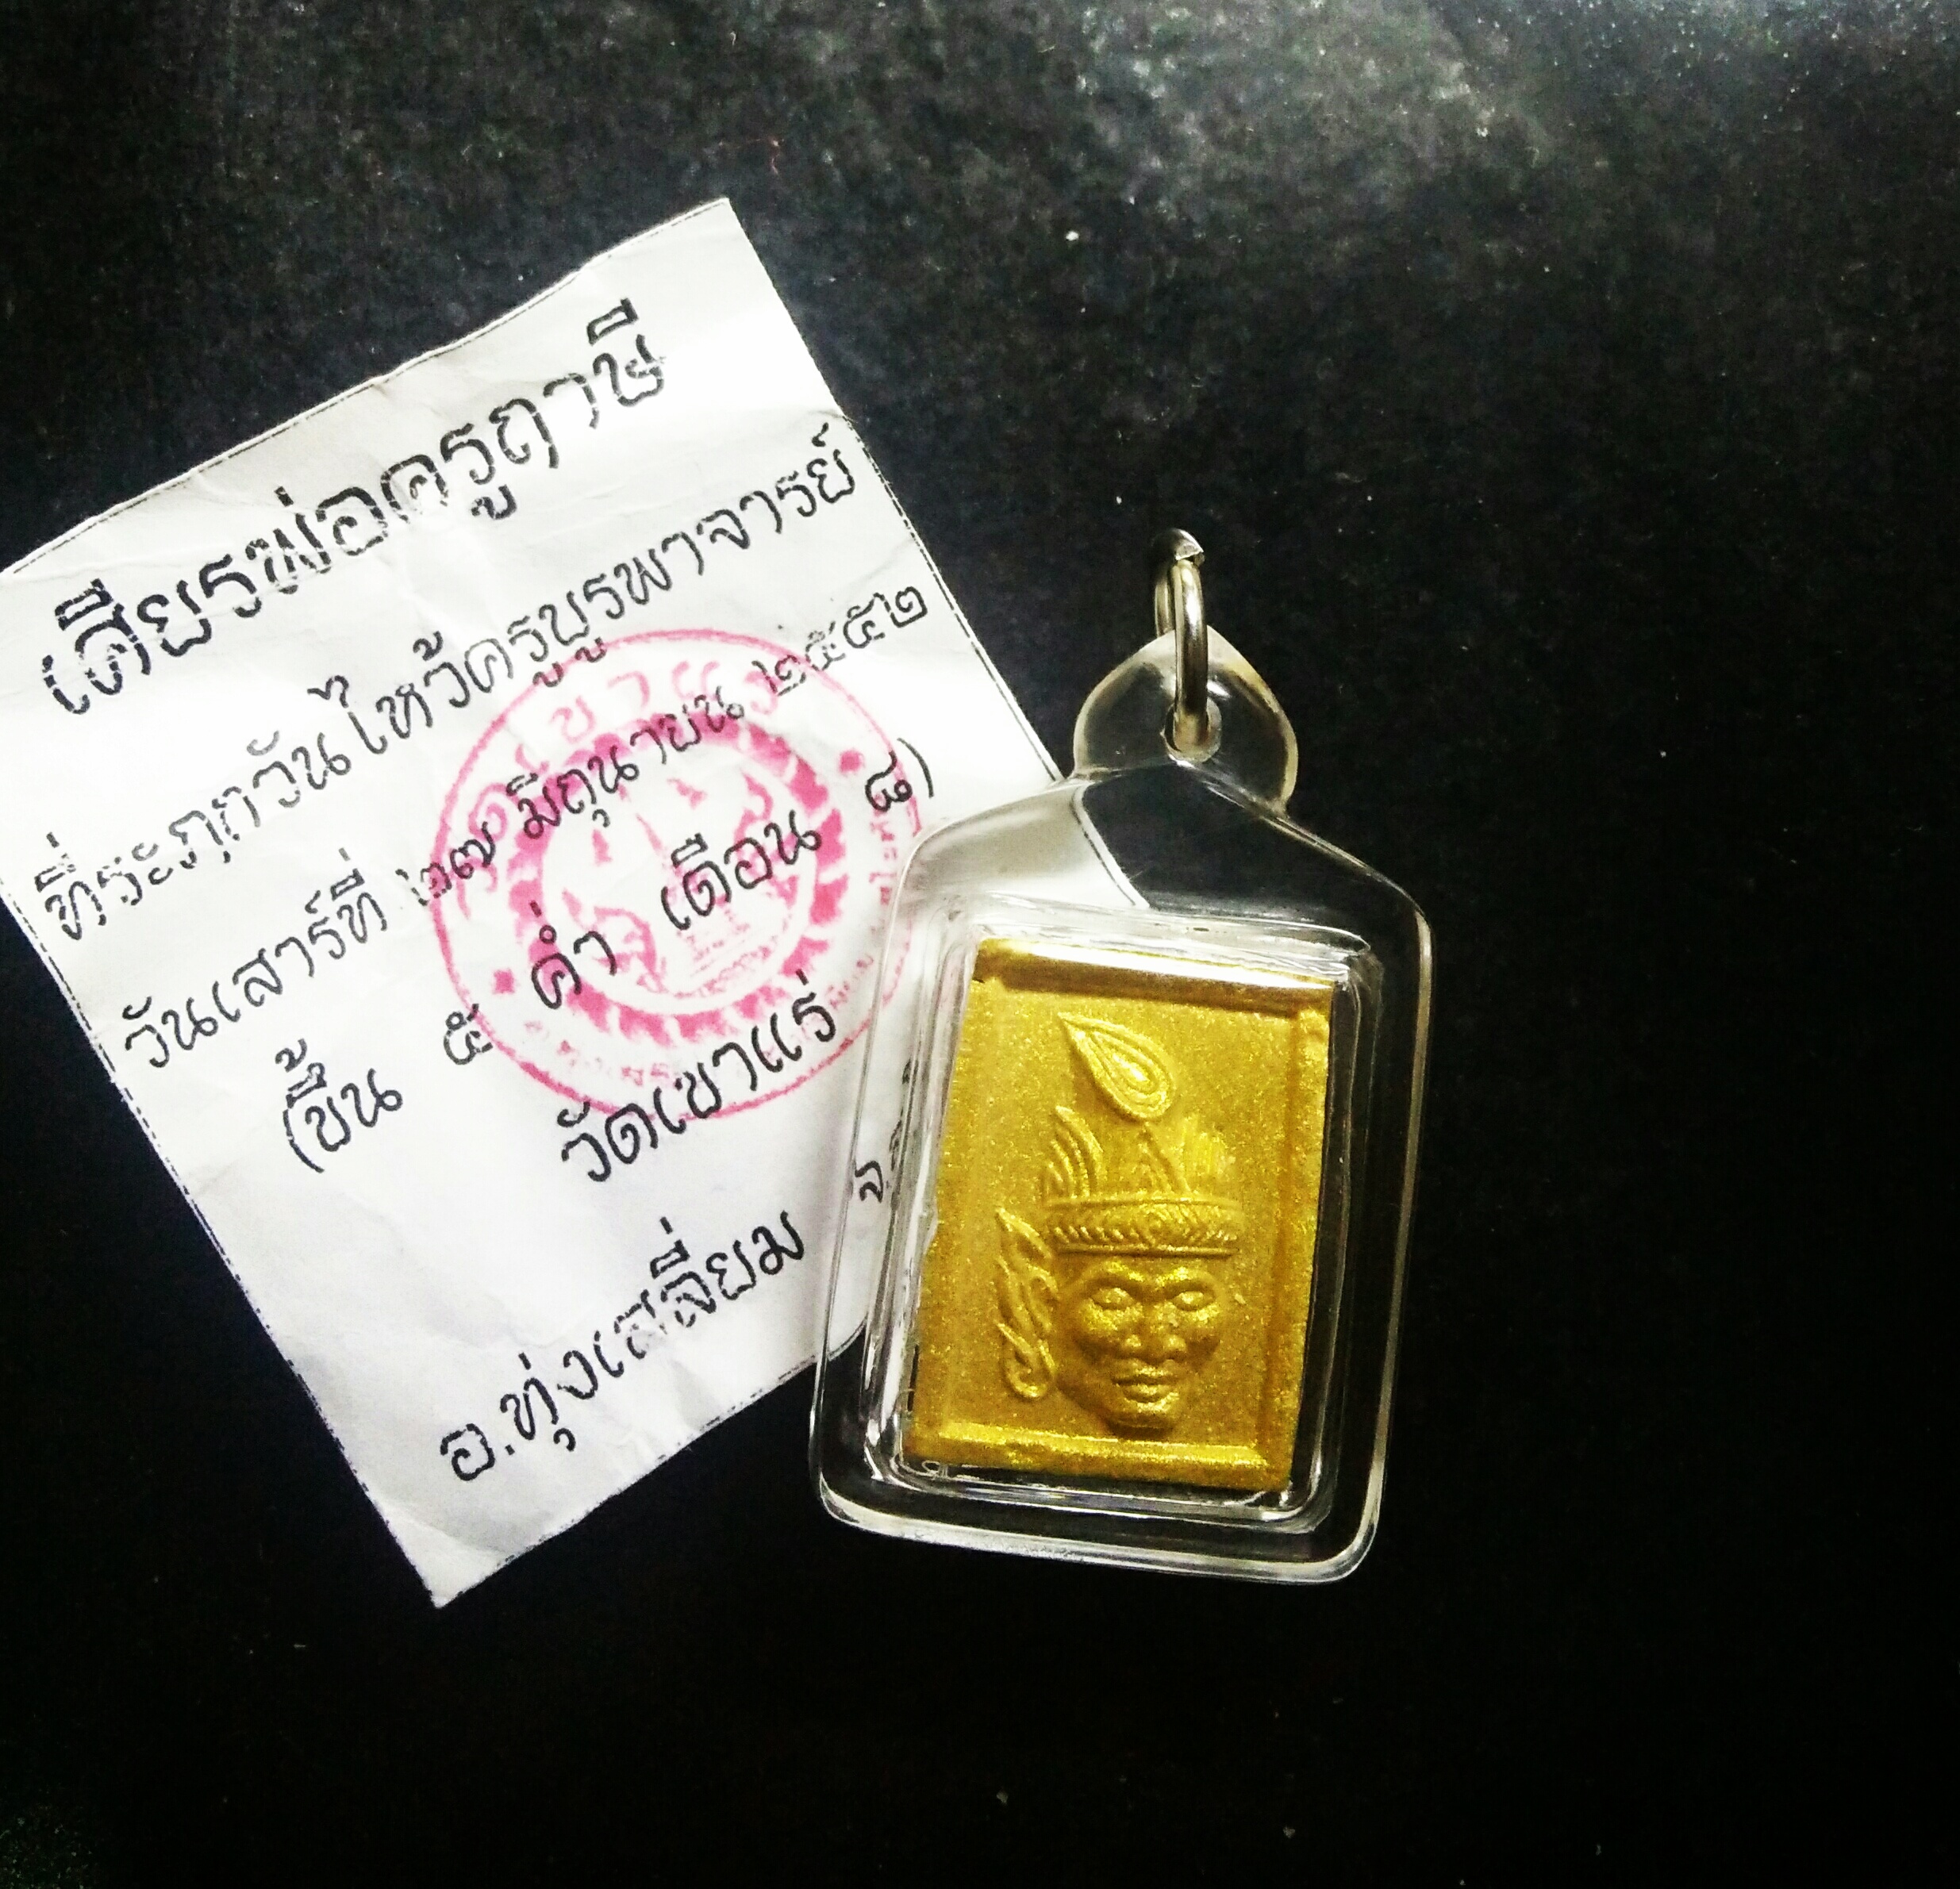 เศียรพ่อครูฤาษี
ที่ระฦกวันไหว้ครูบูรพาจารย์
วันเสาร์ที่ ๒๗ มิถุนายน ๒๕๕๒
(ขึ้น ๕ ค่ำ เดือน ๘)
วัดเขาแร่
อ.ทุ่งเสลี่ยม